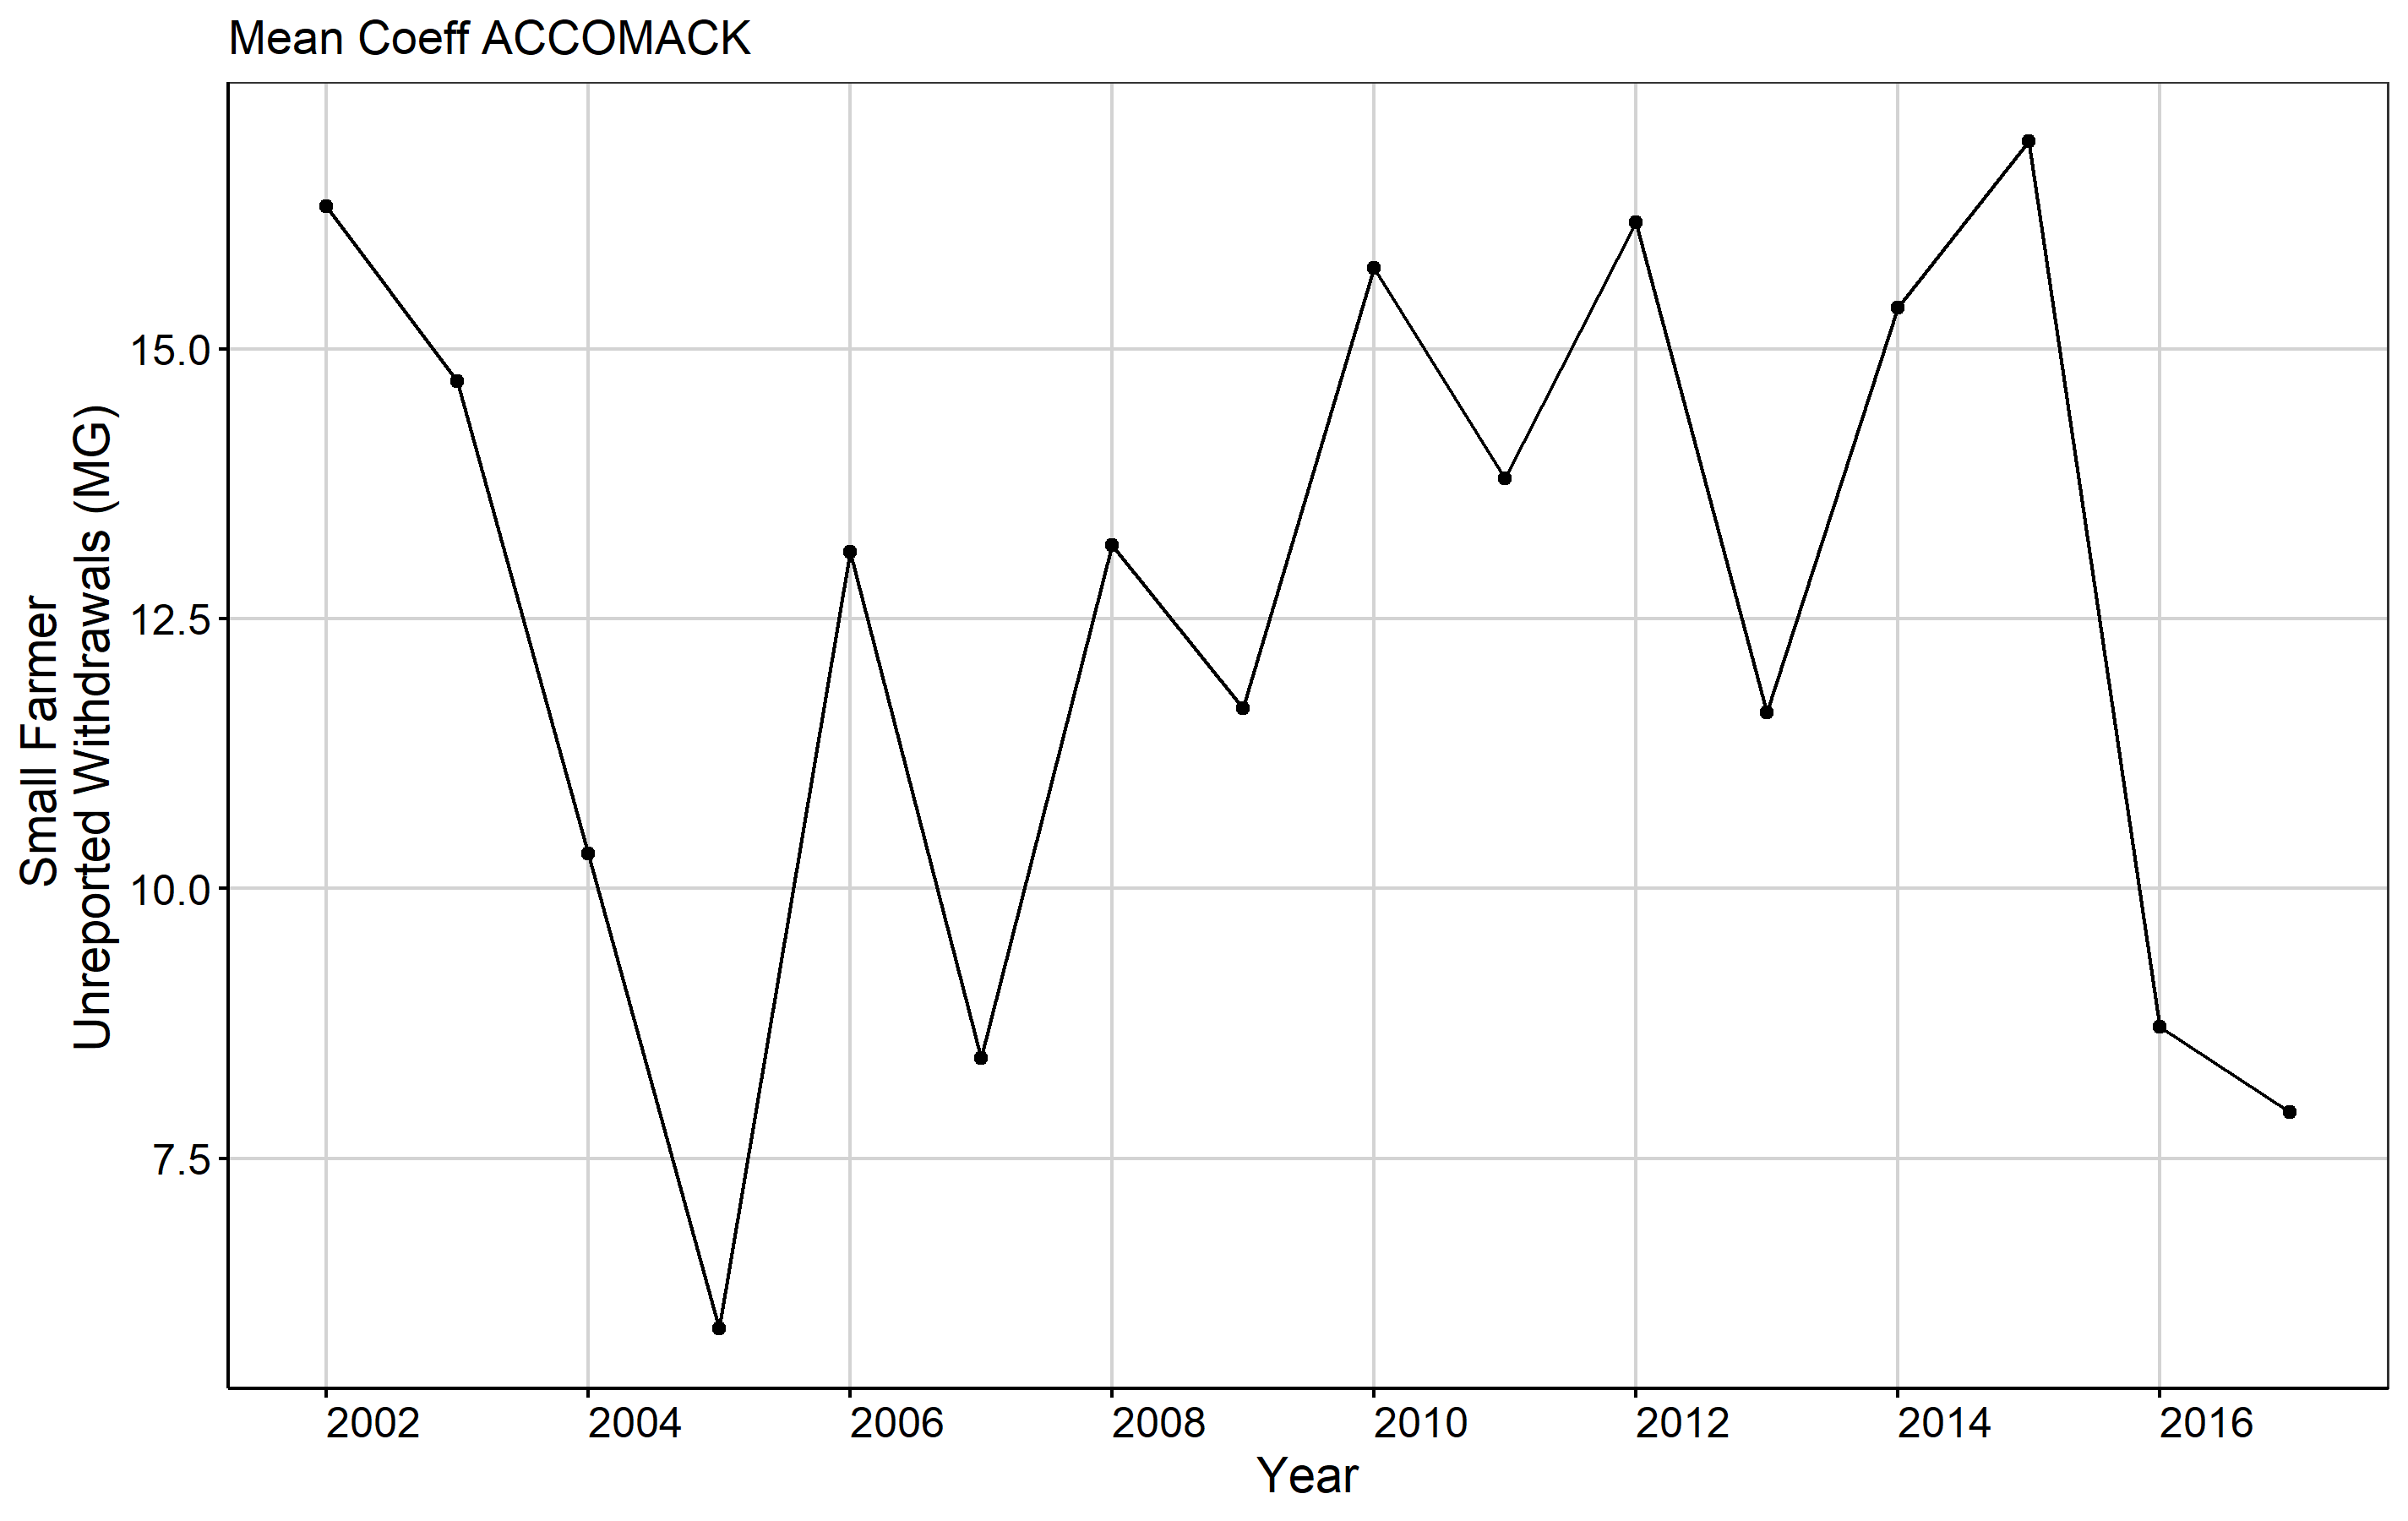 Mean Coeff ACCOMACK
Small Farmer
Unreported Withdrawals (MG)
15.0
12.5
10.0
7.5
2002 2004 2006 2008 2010 2012 2014 2016
Year